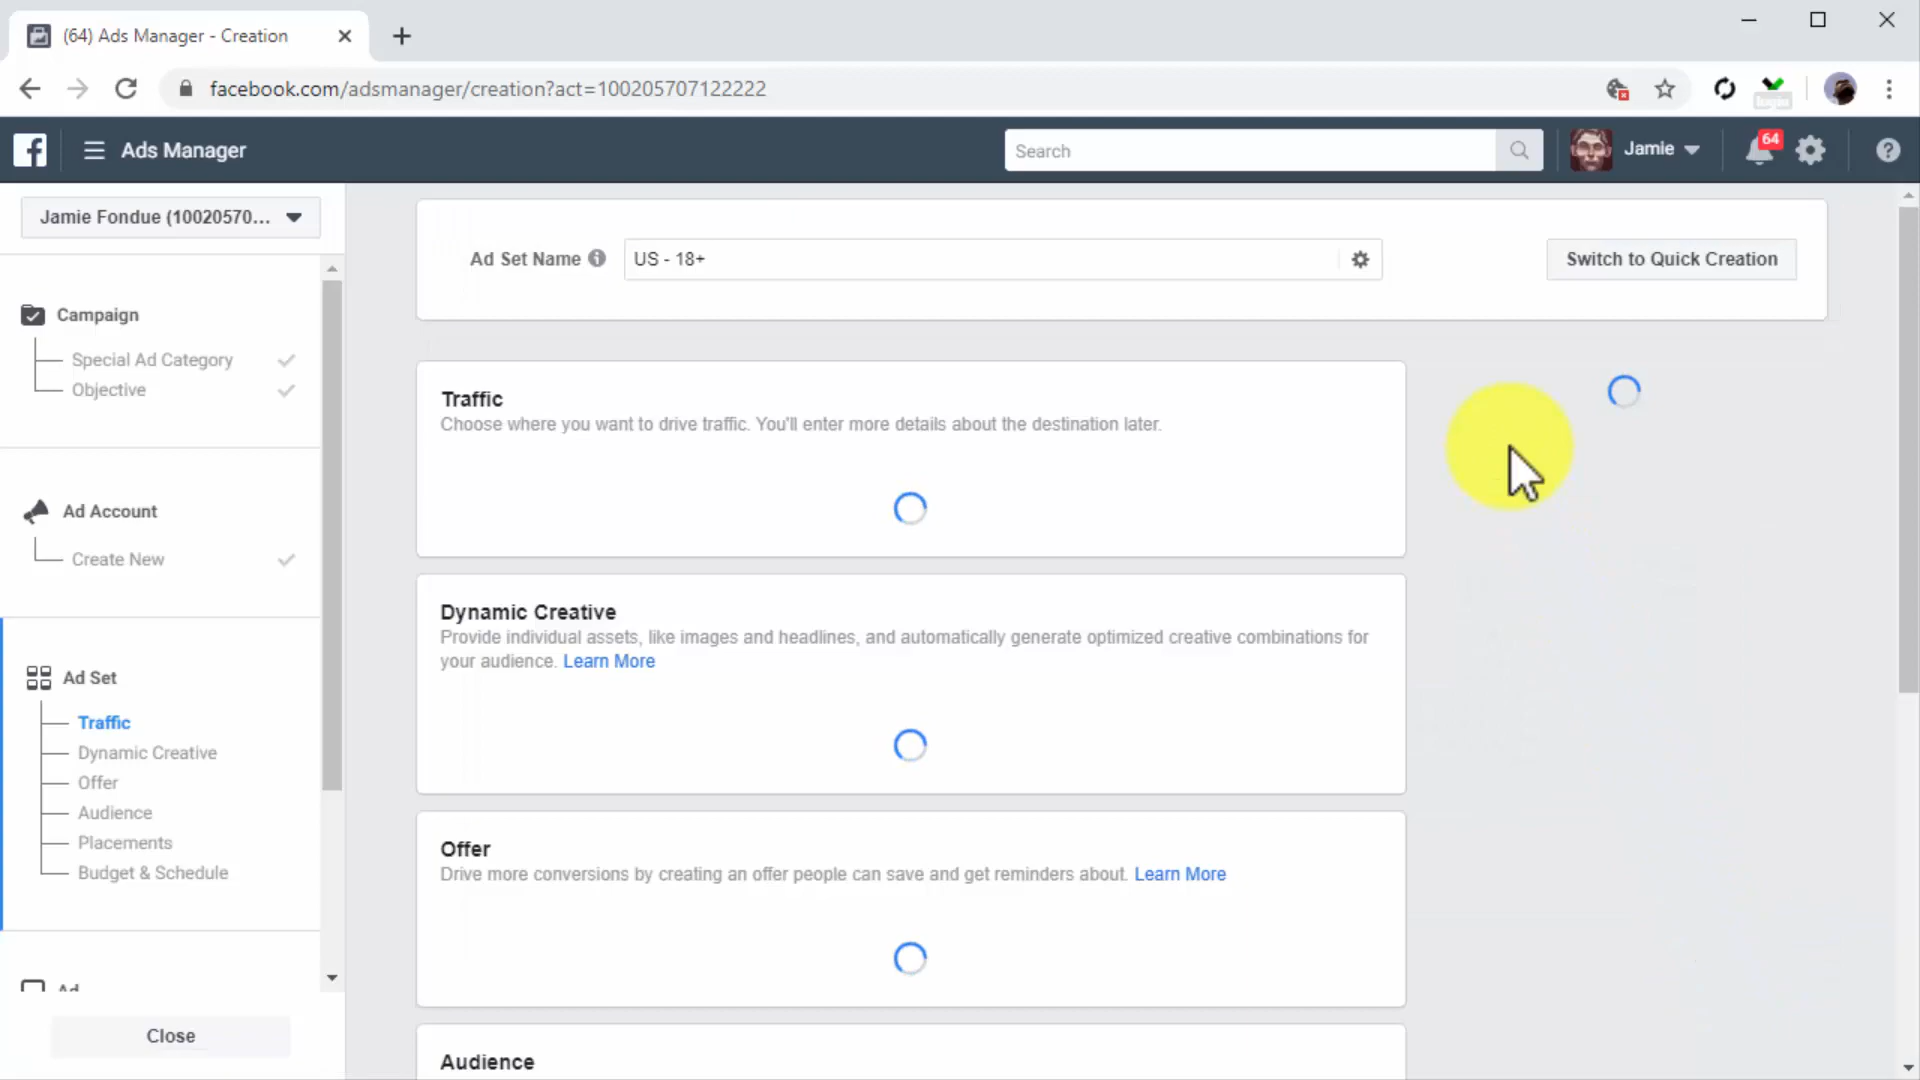 (64) Ads Manager - Creation
facebook.com/adsmanager/creation?act=100205707122222
login
Ads Manager
Search
Jamie
64
Jamie Fondue (10020570...
Ad Set Name
US - 18+
Switch to Quick Creation
Campaign
Special Ad Category
Objective
Ad Account
Create New
Ad Set
Traffic
Dynamic Creative
Offer
Audience
Placements
Budget & Schedule
Ad
Close
Traffic
Choose where you want to drive traffic. You'll enter more details about the destination later.
Dynamic Creative
Provide individual assets, like images and headlines, and automatically generate optimized creative combinations for
your audience. Learn More
Offer
Drive more conversions by creating an offer people can save and get reminders about. Learn More
Audience